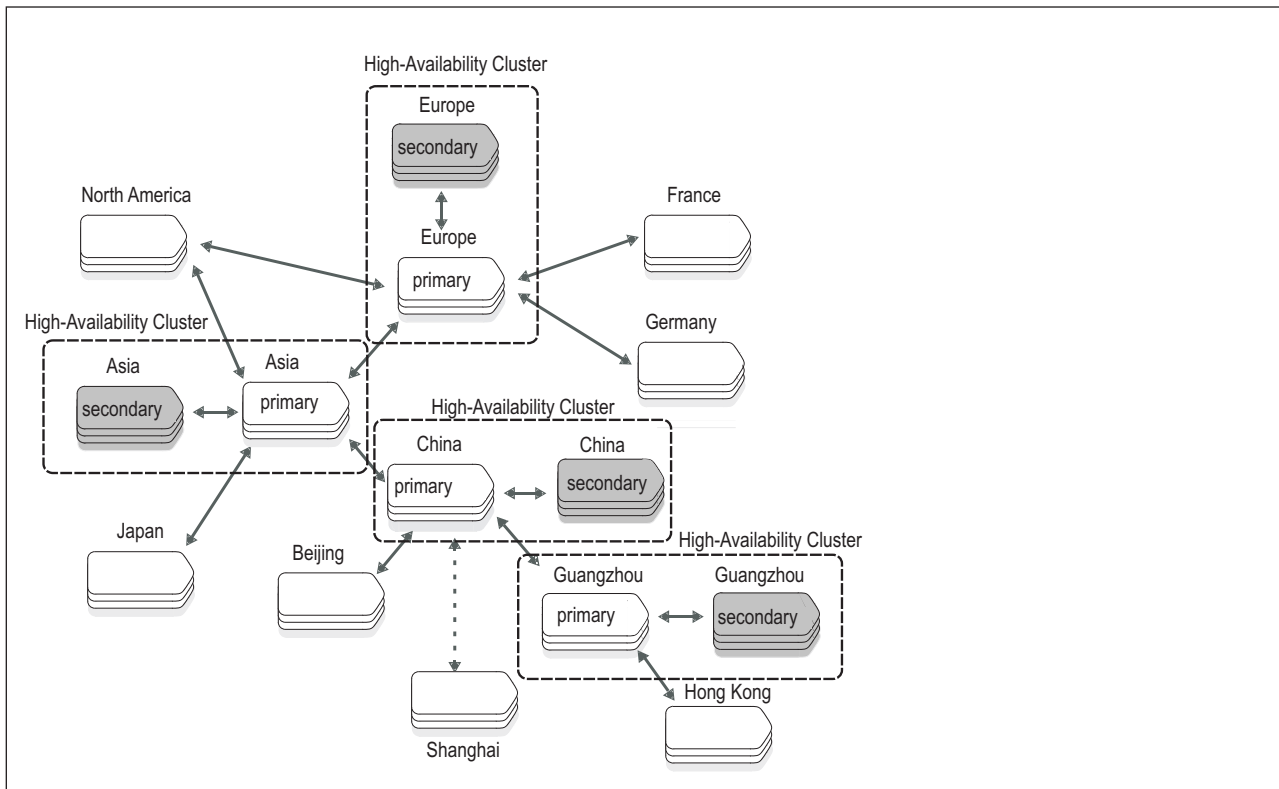 High-Availability Cluster
Europe
secondary
North America
France
Europe
primary
High-Availability Cluster
Germany
Asia
Asia
secondary
primary
High-Availability Cluster
China
China
primary
secondary
Japan
Beijing
High-Availability Cluster
Guangzhou
Guangzhou
primary
secondary
Hong Kong
Shanghai